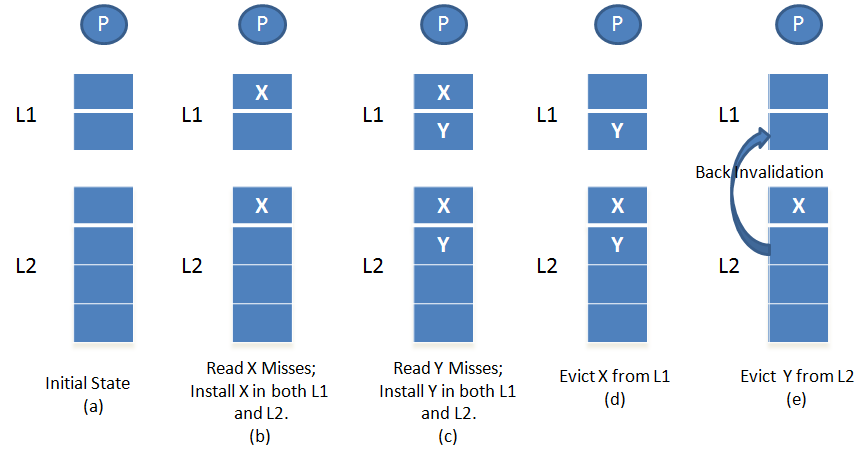 P
L1
L2
Initial State
(a)
P
L1
X
L2
X
Read X Misses;
Install X in both L1
and L2.
(b)
P
L1
X
Y
L2
X
Y
Read Y Misses;
Install Y in both L1
and L2.
(c)
P
L1
Y
L2
X
Y
Evict X from L1
(d)
P
L1
Back Invalidation
X
L2
Evict Y from L2
(e)